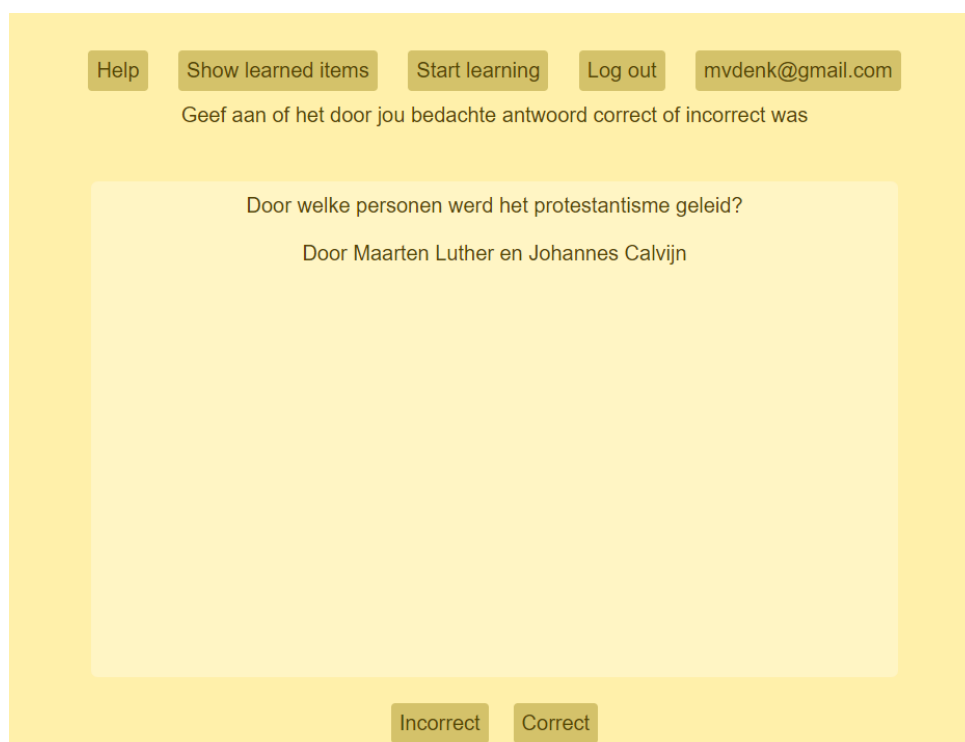 Help Show learned items Start learning Log out mvdenk@gmail.com
Geef aan of het door jou bedachte antwoord correct of incorrect was
Door welke personen werd het protestantisme geleid?
Door Maarten Luther en Johannes Calvijn
Incorrect Correct